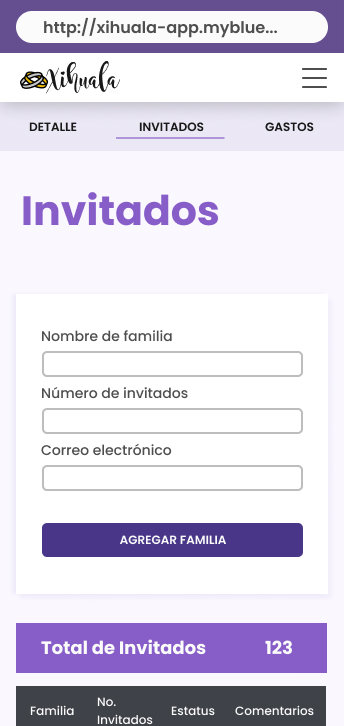 http://xihuala-app.myblue...
Xihuala
DETALLE INVITADOS GASTOS
Invitados
Nombre de familia
Número de invitados
Correo electrónico
AGREGAR FAMILIA
Total de Invitados 123
Familia No. Invitados Estatus Comentarios